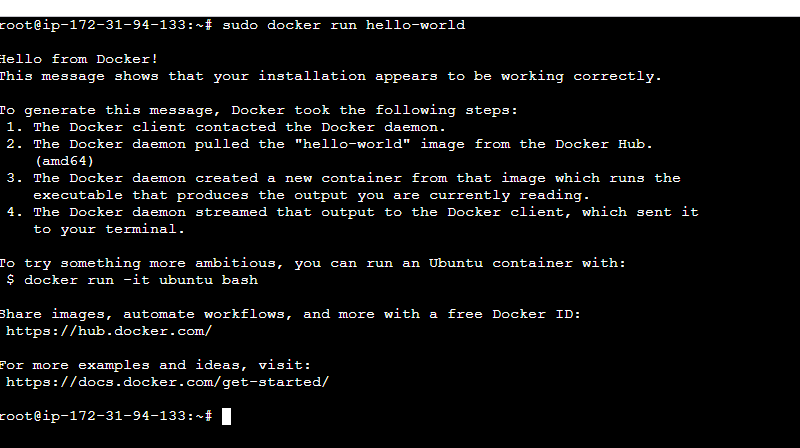 root@ip-172-31-94-133:~# sudo docker run hello-world
Hello from Docker!
This message shows that your installation appears to be working correctly.
To generate this message, Docker took the following steps:
1. The Docker client contacted the Docker daemon.
2. The Docker daemon pulled the "hello-world" image from the Docker Hub.
(amd64)
3. The Docker daemon created a new container from that image which runs the
executable that produces the output you are currently reading.
4. The Docker daemon streamed that output to the Docker client, which sent it
to your terminal.
To try something more ambitious, you can run an Ubuntu container with:
$ docker run -it ubuntu bash
Share images, automate workflows, and more with a free Docker ID:
https://hub.docker.com/
For more examples and ideas, visit:
https://docs.docker.com/get-started/
root@ip-172-31-94-133:~#